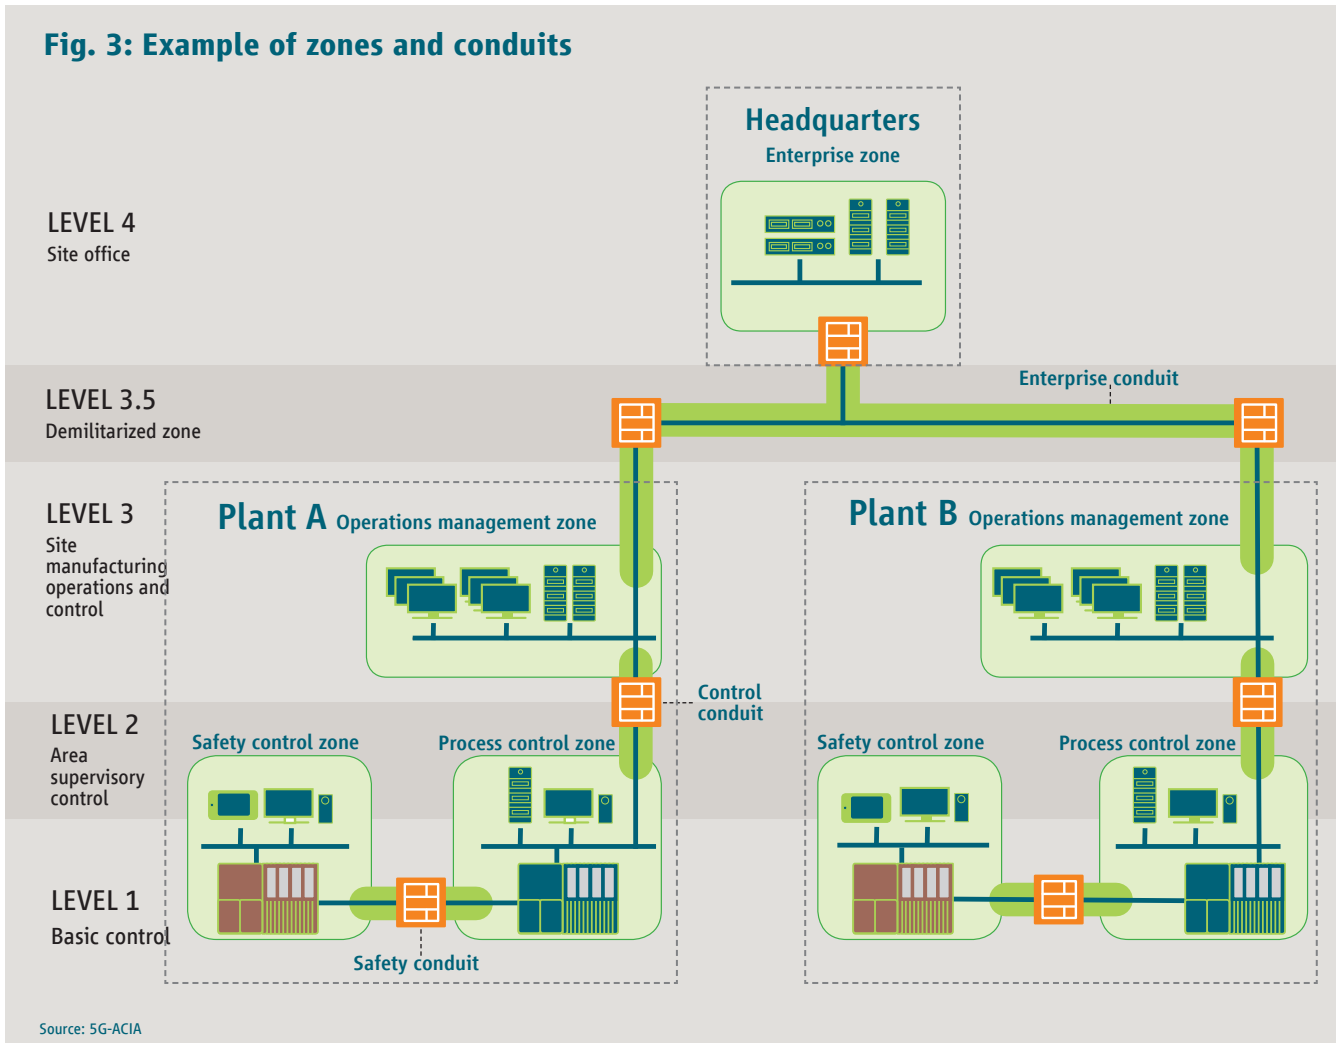 Fig. 3: Example of zones and conduits
Headquarters
Enterprise zone
LEVEL 4
Site office
Enterprise conduit
LEVEL 3.5
Demilitarized zone
LEVEL 3
Site
manufacturing
operations and
control
Plant A Operations management zone
Plant B Operations management zone
Control
conduit
LEVEL 2
Area
supervisory
control
Safety control zone
Process control zone
Safety control zone
Process control zone
LEVEL 1
Basic control
Safety conduit
Source: 5G-ACIA